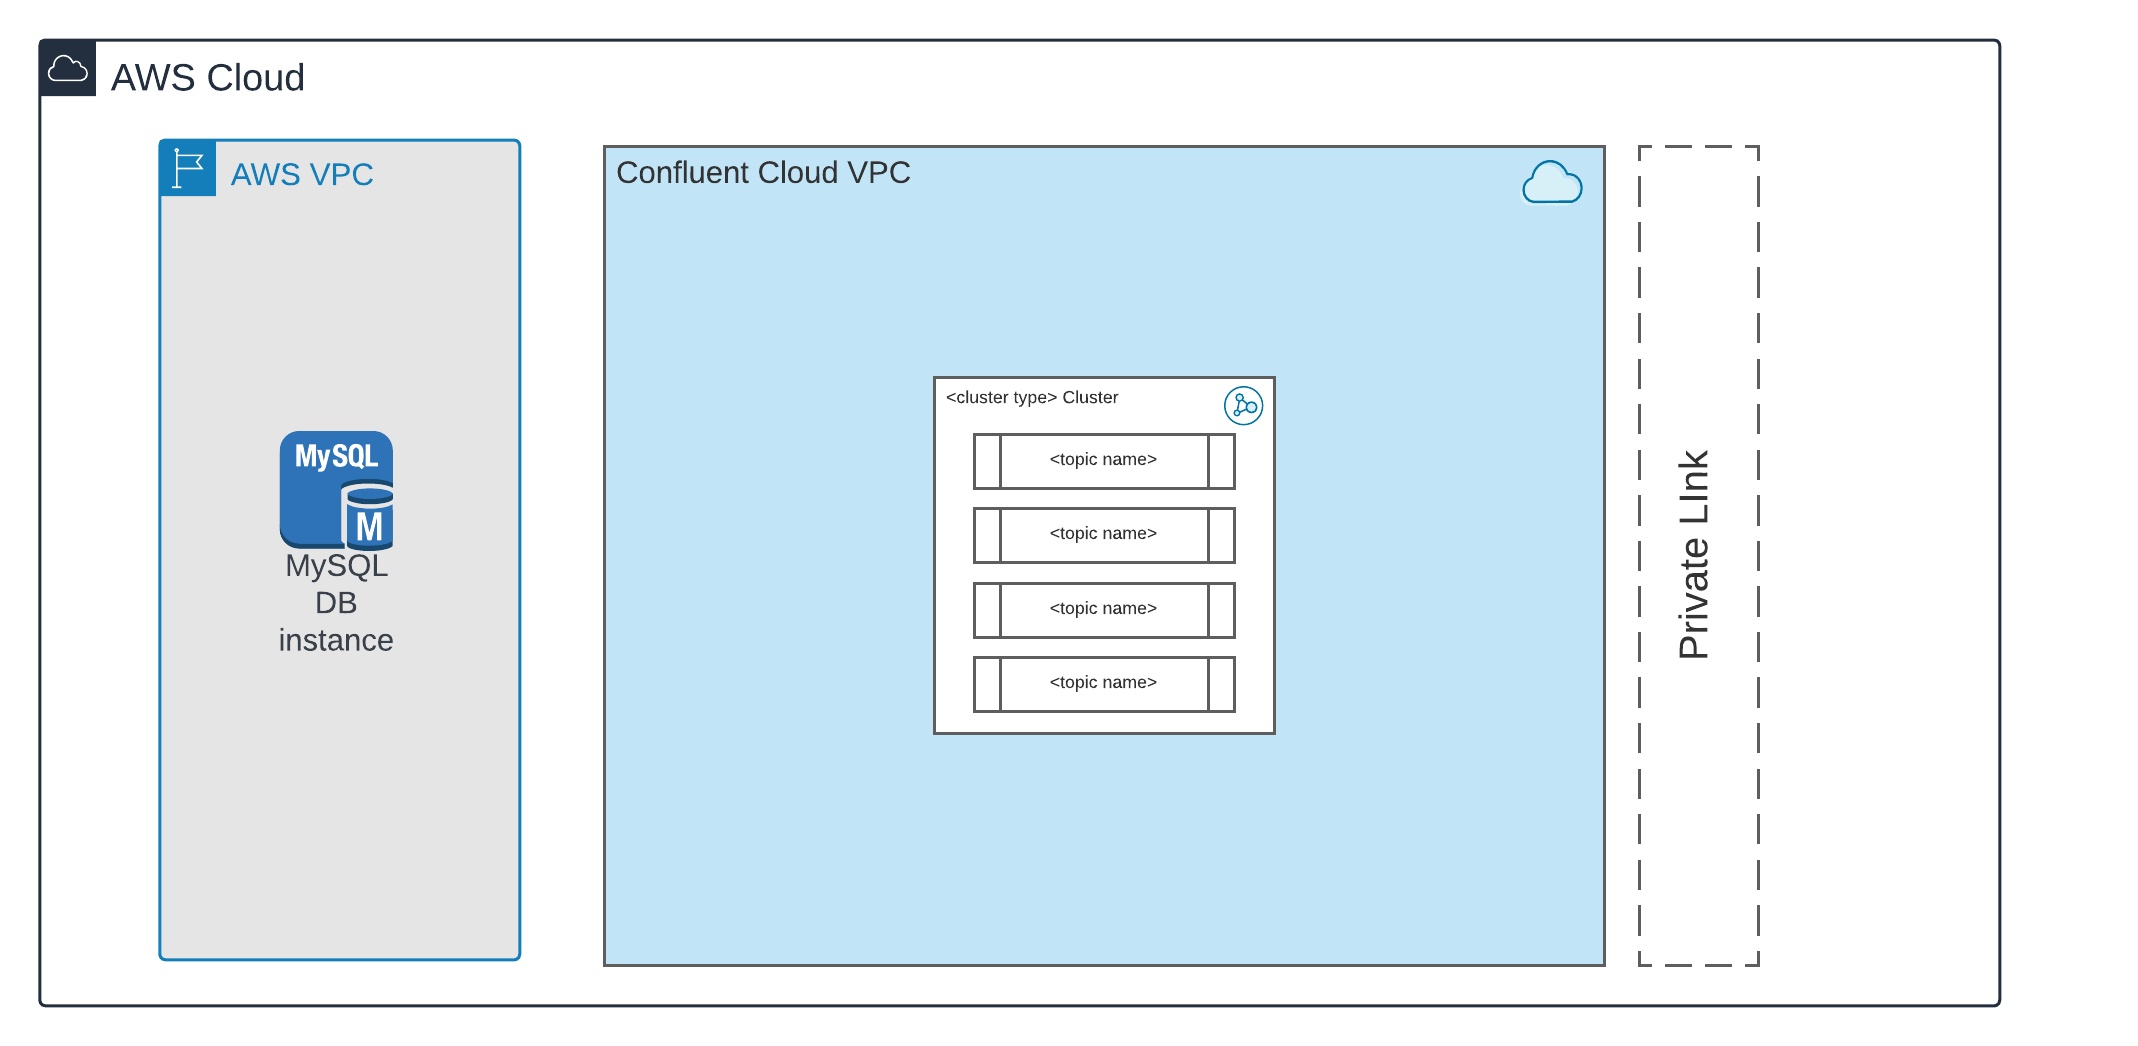 AWS Cloud
AWS VPC
Confluent Cloud VPC
<cluster type> Cluster
<topic name>
<topic name>
<topic name>
<topic name>
MySQL
M
MySQL
DB
instance
Private LInk